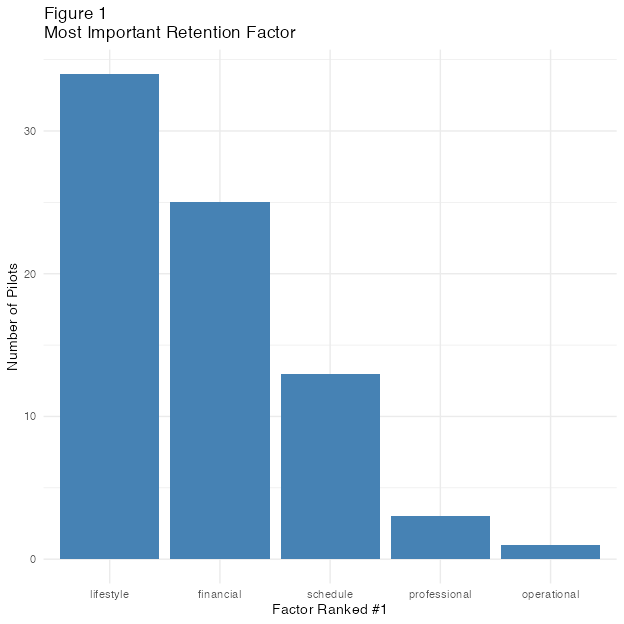 Figure 1
Most Important Retention Factor
Number of Pilots
30
20
10
0
lifestyle financial schedule professional operational
Factor Ranked #1